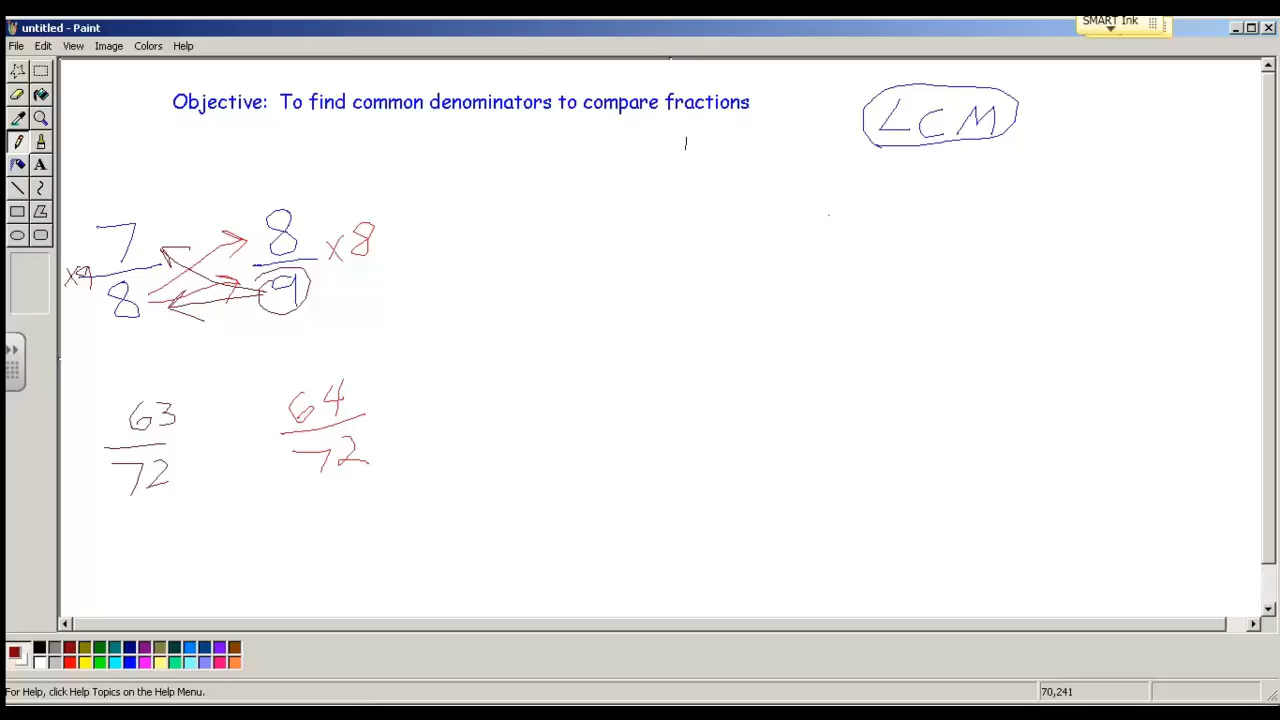 untitled - Paint
SMART Ink
File Edit View Image Colors Help
Objective: To find common denominators to compare fractions
LCM
7 8
x9 x8
8 9
63 64
72 72
For Help, click Help Topics on the Help Menu.
70,241